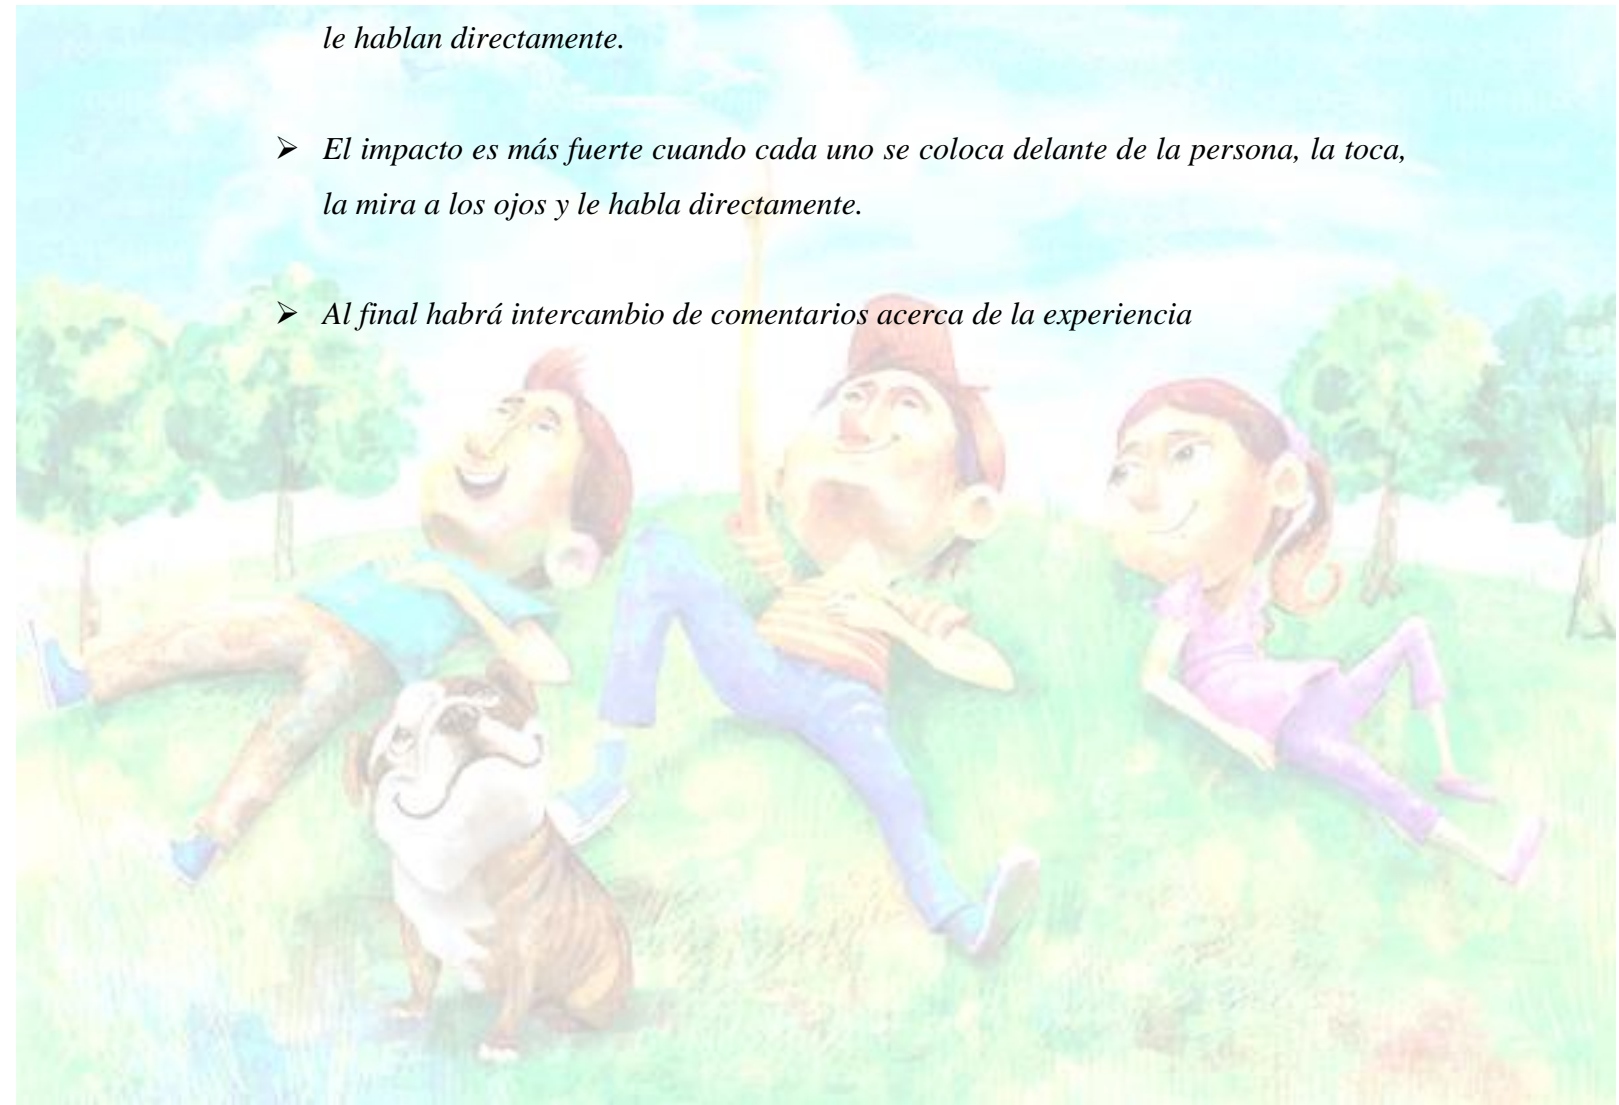 le hablan directamente.
➢ El impacto es más fuerte cuando cada uno se coloca delante de la persona, la toca,
la mira a los ojos y le habla directamente.
➢ Al final habrá intercambio de comentarios acerca de la experiencia